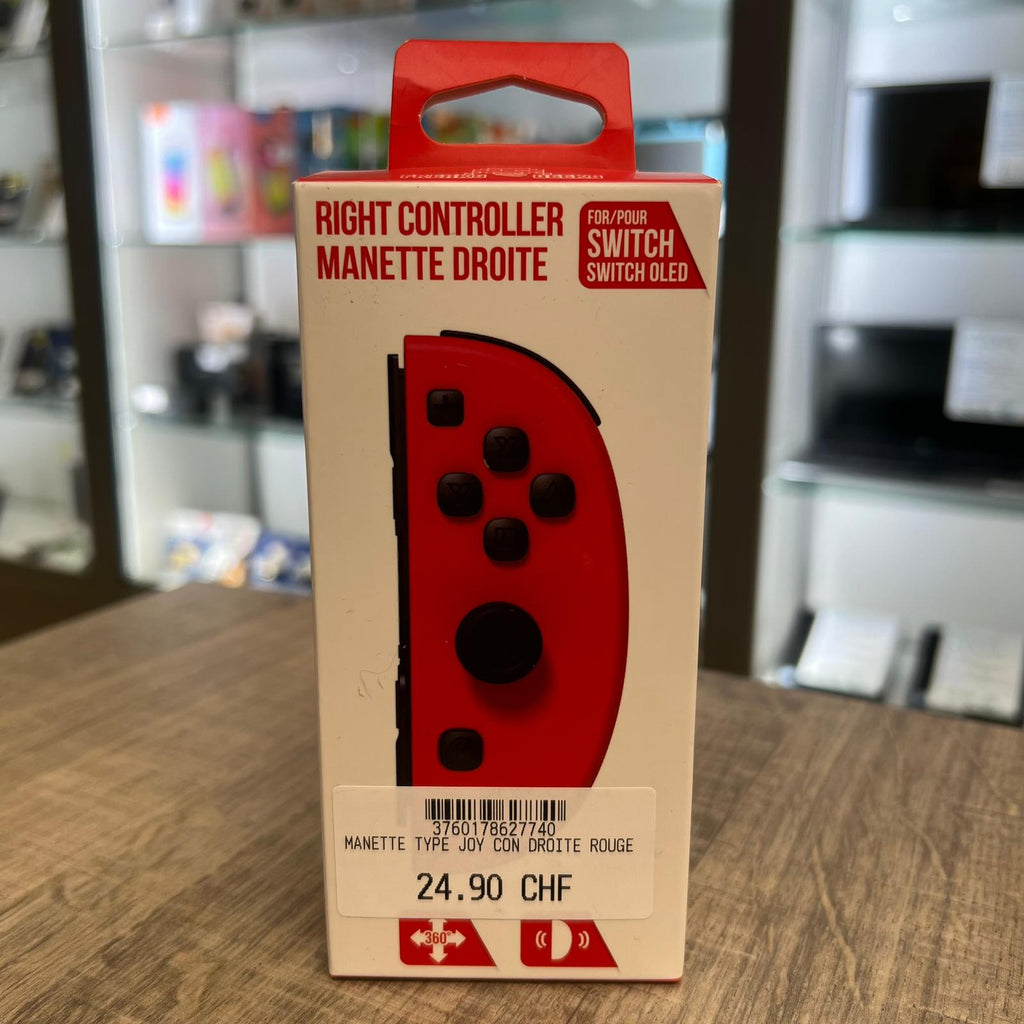 RIGHT CONTROLLER
MANETTE DROITE
FOR/POUR
SWITCH
SWITCH OLED
3760178627740
MANETTE TYPE JOY CON DROITE ROUGE
24.90 CHF
360°